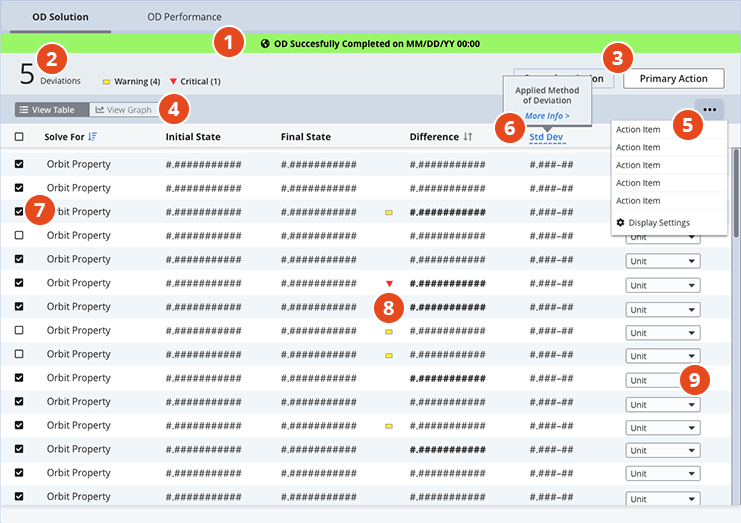 OD Solution OD Performance
1 OD Succesfully Completed on MM/DD/YY 00:00
2
5 Deviations
Warning (4) Critical (1)
3
Primary Action
Applied Method
of Deviation
More Info >
View Table View Graph 4
5
6
Solve For Initial State Final State Difference Std Dev
Action Item
Action Item
Action Item
Action Item
Action Item
Display Settings
Orbit Property #.########### #.########### #.########### #.###-##
Orbit Property #.########### #.########### #.########### #.###-##
7 Orbit Property #.########### #.########### #.########### #.###-##
Orbit Property #.########### #.########### #.########### #.###-## Unit
Orbit Property #.########### #.########### #.########### #.###-## Unit
Orbit Property #.########### #.########### #.########### #.###-## Unit
Orbit Property #.########### #.########### 8 #.########### #.###-## Unit
Orbit Property #.########### #.########### #.########### #.###-## Unit
Orbit Property #.########### #.########### #.########### #.###-## Unit
Orbit Property #.########### #.########### #.########### #.###-## Unit 9
Orbit Property #.########### #.########### #.########### #.###-## Unit
Orbit Property #.########### #.########### #.########### #.###-## Unit
Orbit Property #.########### #.########### #.########### #.###-## Unit
Orbit Property #.########### #.########### #.########### #.###-## Unit
Orbit Property #.########### #.########### #.########### #.###-## Unit